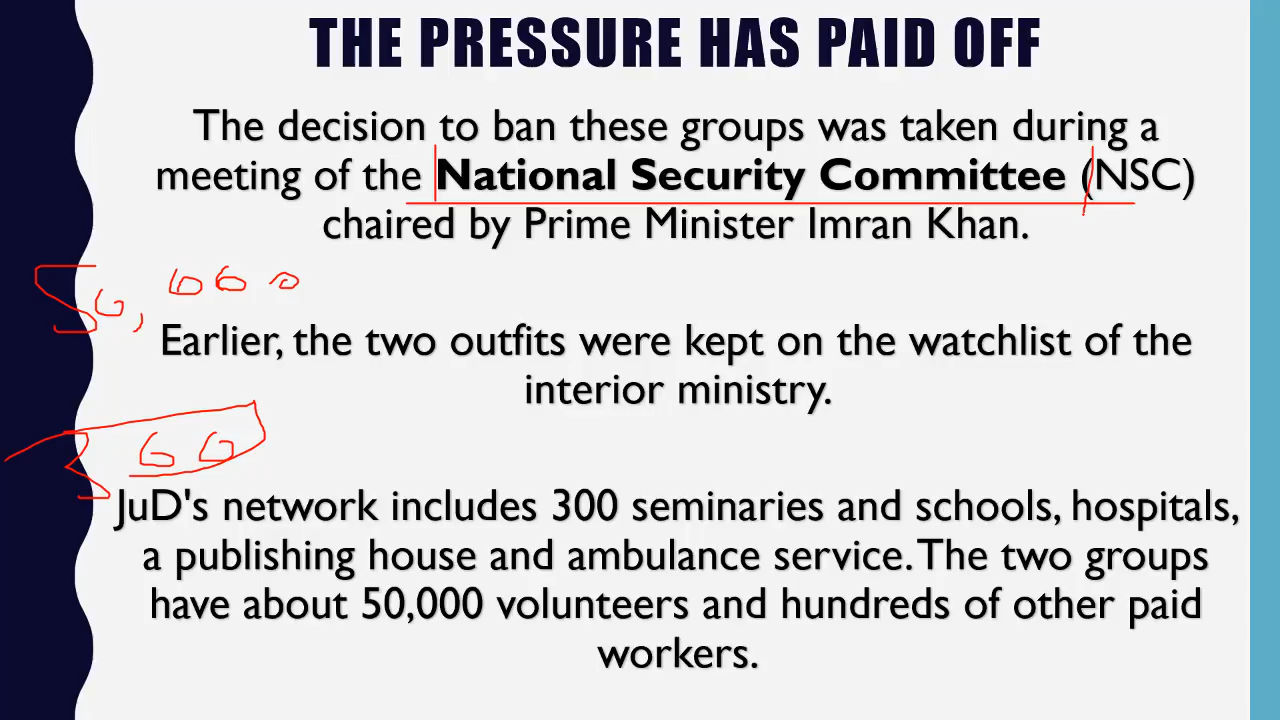 THE PRESSURE HAS PAID OFF
The decision to ban these groups was taken during a
meeting of the National Security Committee (NSC)
chaired by Prime Minister Imran Khan.
50,000
Earlier, the two outfits were kept on the watchlist of the
interior ministry.
300
JuD's network includes 300 seminaries and schools, hospitals,
a publishing house and ambulance service. The two groups
have about 50,000 volunteers and hundreds of other paid
workers.